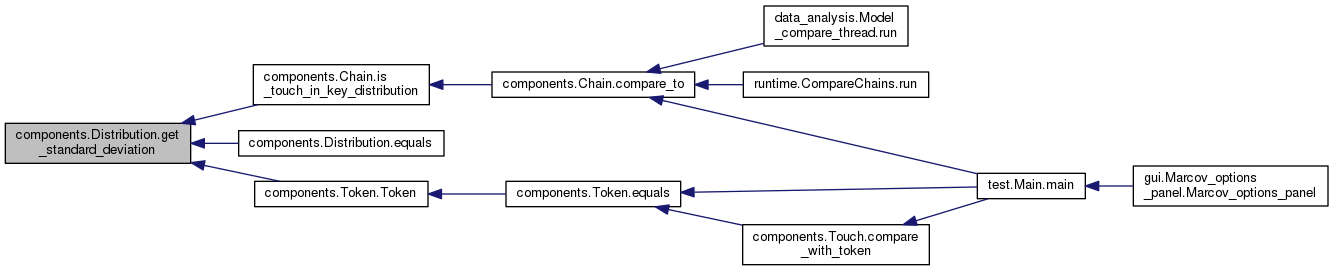 data_analysis.Model
_compare_thread.run
components.Chain.is
_touch_in_key_distribution
components.Chain.compare_to
runtime.CompareChains.run
components.Distribution.get
_standard_deviation
components.Distribution.equals
components.Token.Token
components.Token.equals
test.Main.main
gui.Marcov_options
_panel.Marcov_options_panel
components.Touch.compare
_with_token